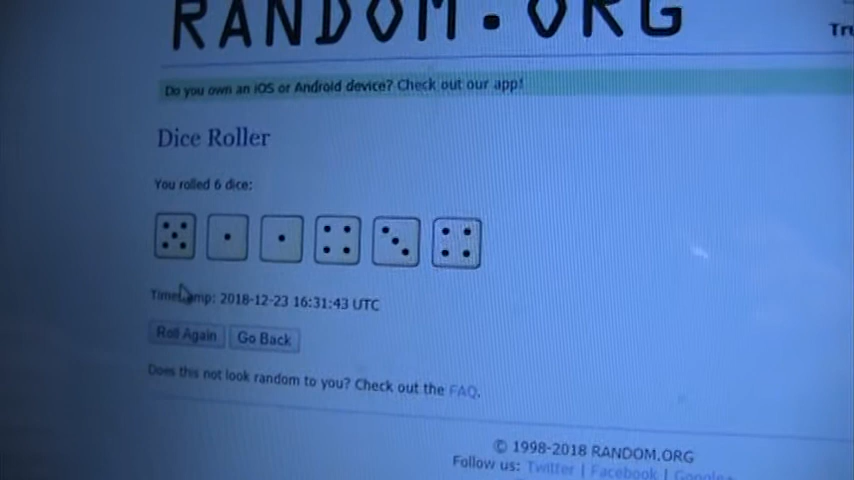 RANDOM.ORG
Do you own an iOS or Android device? Check out our app!
Dice Roller
You rolled 6 dice:
Timestamp: 2018-12-23 16:31:43 UTC
Roll Again Go Back
Does this not look random to you? Check out the FAQ.
© 1998-2018 RANDOM.ORG
Follow us: Twitter | Facebook | Google+